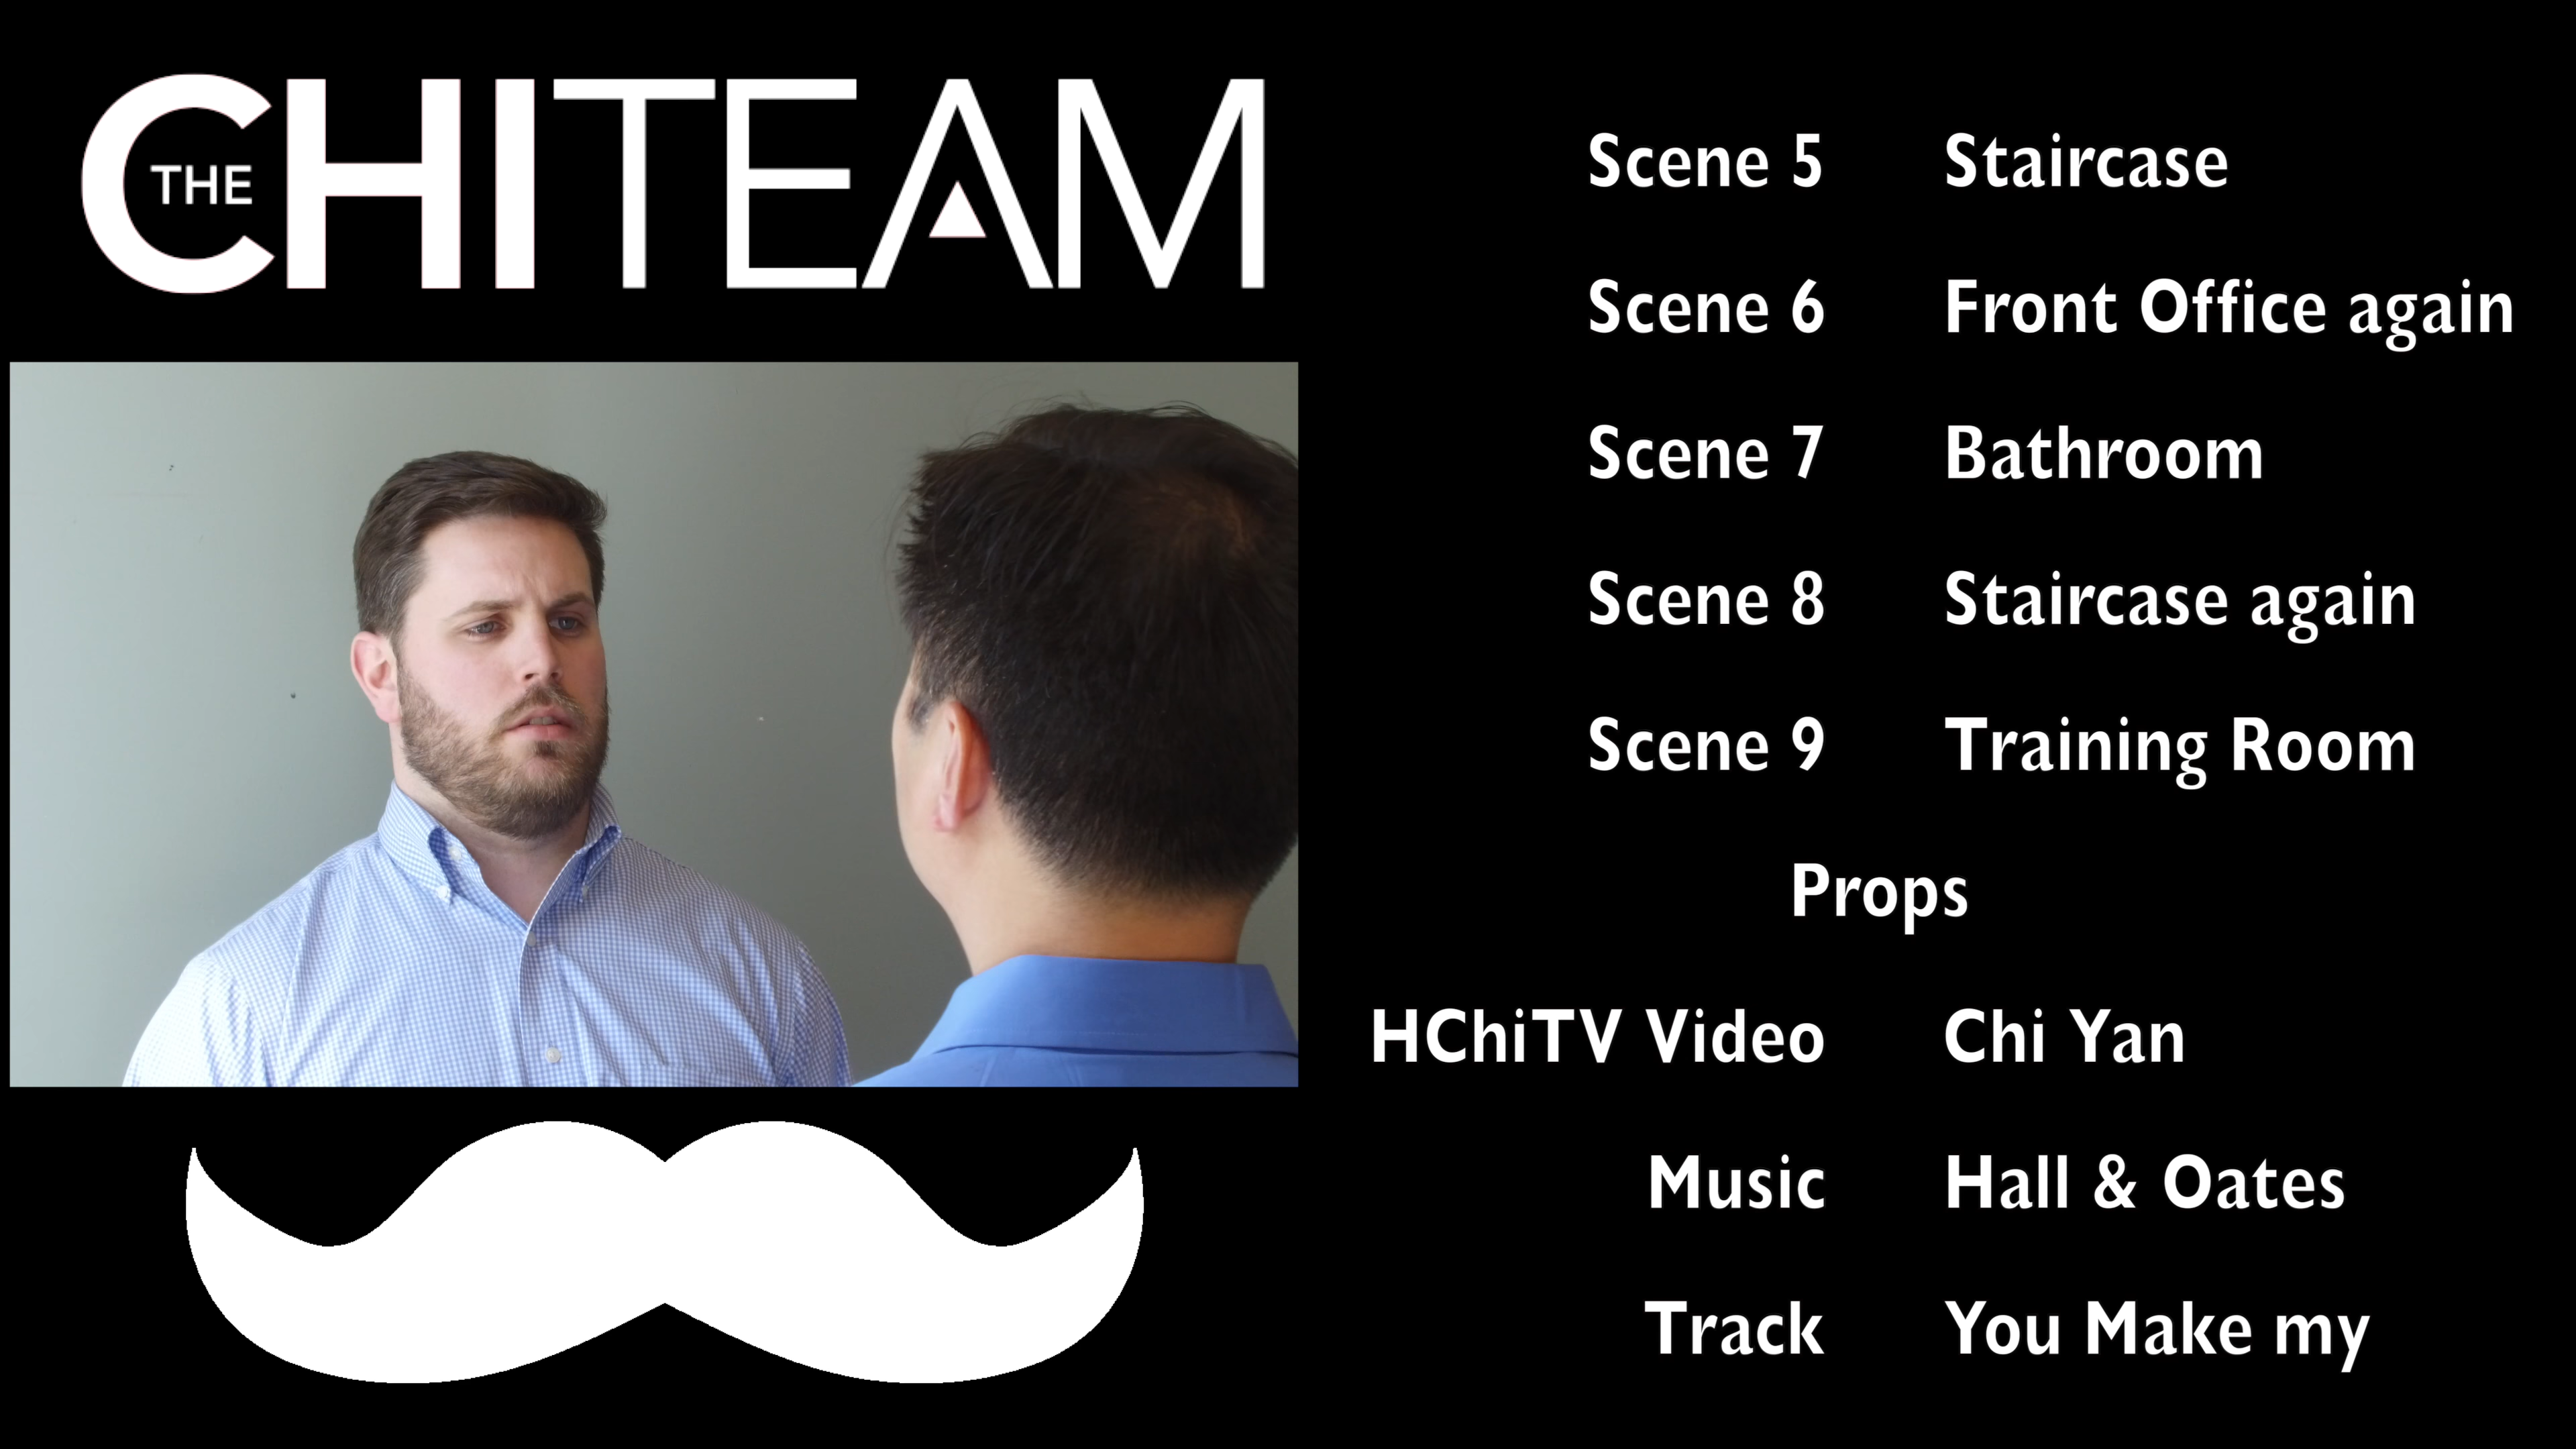 THE CHITEAM
Scene 5 Staircase
Scene 6 Front Office again
Scene 7 Bathroom
Scene 8 Staircase again
Scene 9 Training Room
Props
HChiTV Video Chi Yan
Music Hall & Oates
Track You Make my